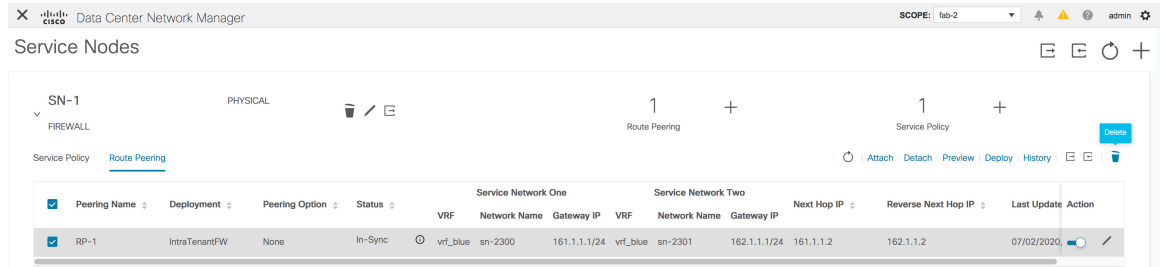 cisco Data Center Network Manager SCOPE: fab-2 admin
Service Nodes
SN-1 PHYSICAL 1 1
FIREWALL Route Peering Service Policy
Delete
Service Policy Route Peering Attach Detach Preview Deploy History
Service Network One Service Network Two
Peering Name Deployment Peering Option Status Next Hop IP Reverse Next Hop IP Last Update Action
VRF Network Name Gateway IP VRF Network Name Gateway IP
RP-1 IntraTenantFW None In-Sync vrf_blue sn-2300 161.1.1.1/24 vrf_blue sn-2301 162.1.1.1/24 161.1.1.2 162.1.1.2 07/02/2020,